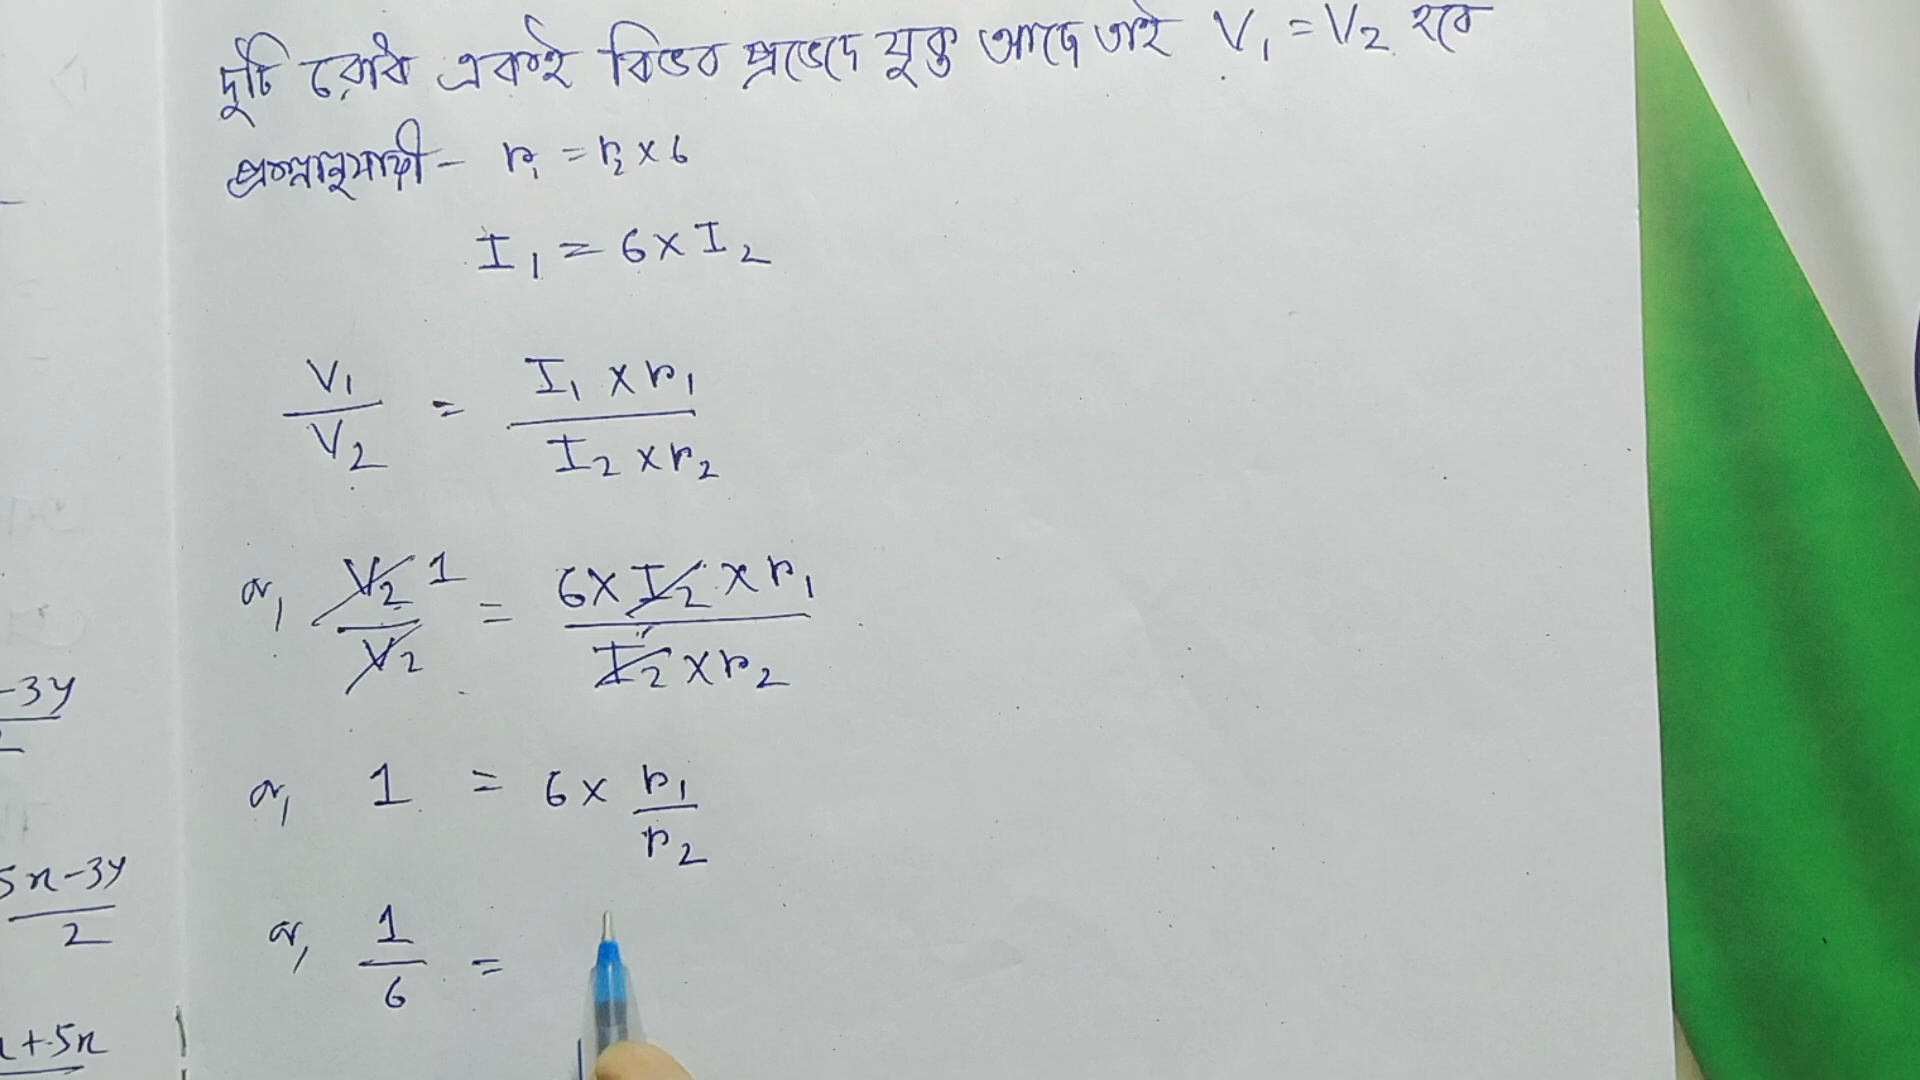 দুটি রোধ একই বিভব প্রভেদে যুক্ত আছে তাই V₁ = V₂ হবে
প্রশ্নানুযায়ী - r₁ = r₂ × 6
I₁ = 6 × I₂
V₁/V₂ = (I₁ × r₁)/(I₂ × r₂)
বা, V₂/V₂ 1 = (6 × I₂ × r₁)/(I₂ × r₂)
বা, 1 = 6 × r₁/r₂
বা, 1/6 =
-3y
5x-3y
2
+5x